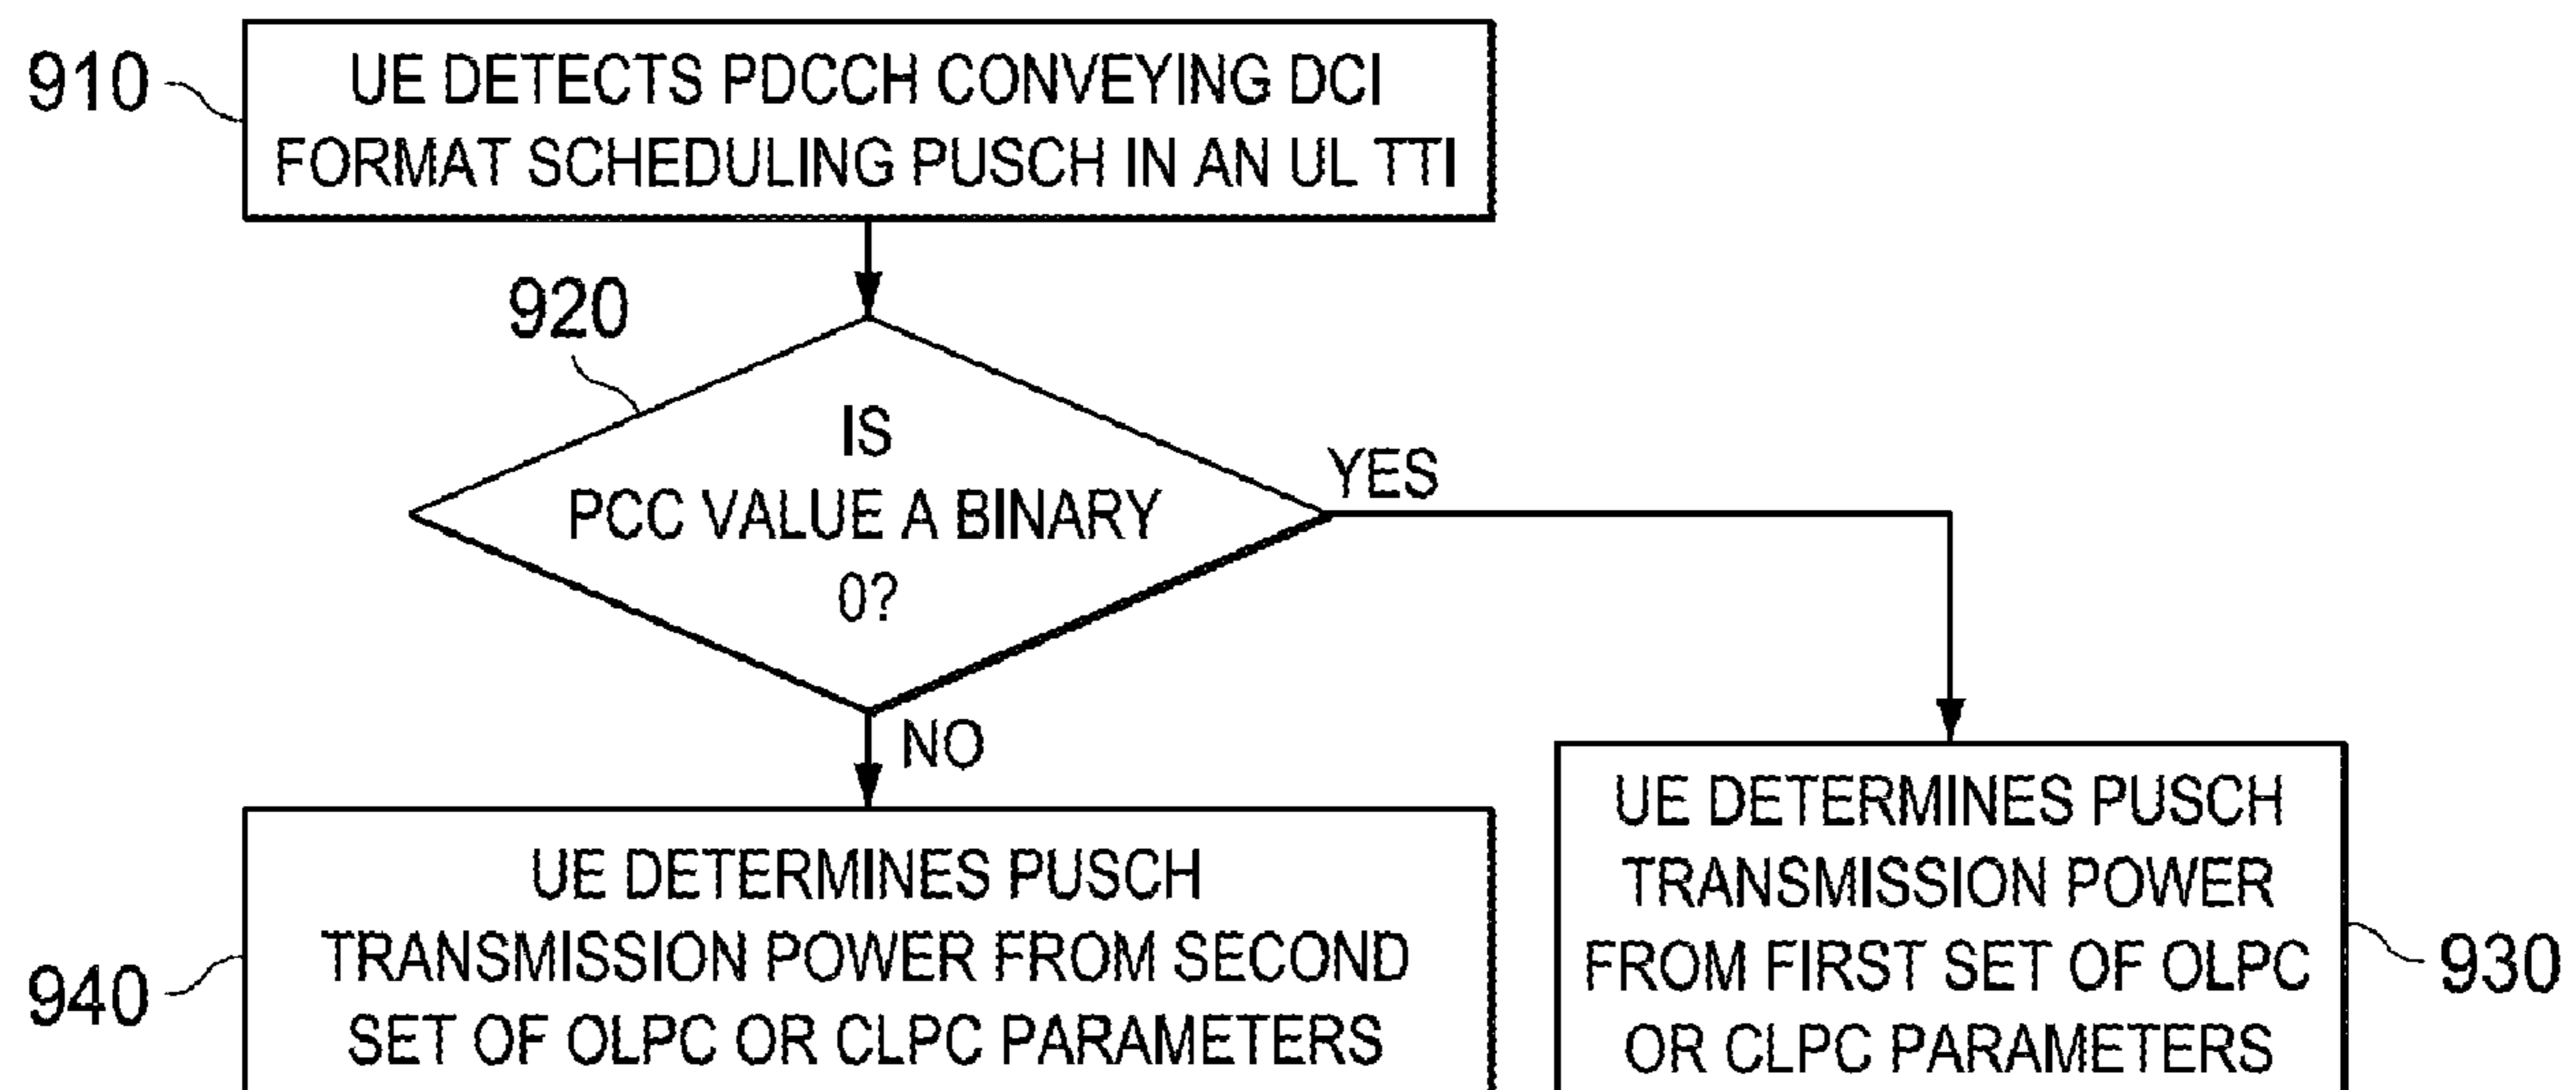 910
UE DETECTS PDCCH CONVEYING DCI
FORMAT SCHEDULING PUSCH IN AN UL TTI
920
IS
PCC VALUE A BINARY
0?
YES
NO
UE DETERMINES PUSCH
TRANSMISSION POWER FROM SECOND
SET OF OLPC OR CLPC PARAMETERS
940
UE DETERMINES PUSCH
TRANSMISSION POWER
FROM FIRST SET OF OLPC
OR CLPC PARAMETERS
930